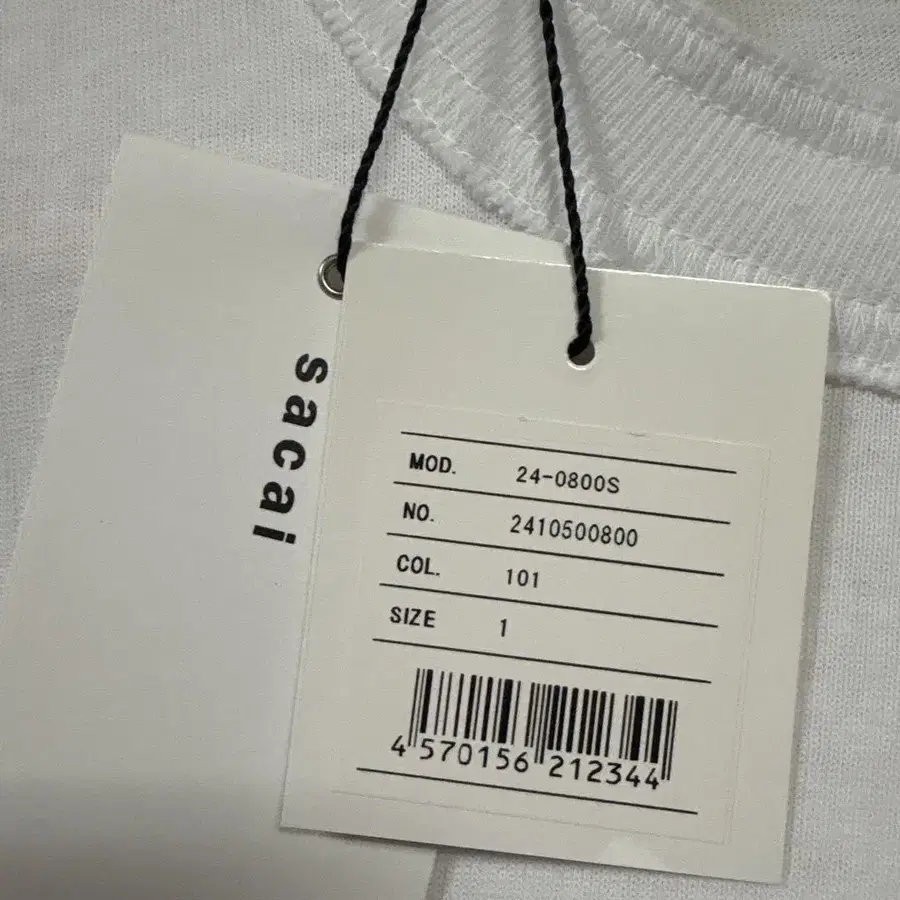 sacai
MOD. 24-0800S
NO. 2410500800
COL. 101
SIZE 1
4 570156 212344